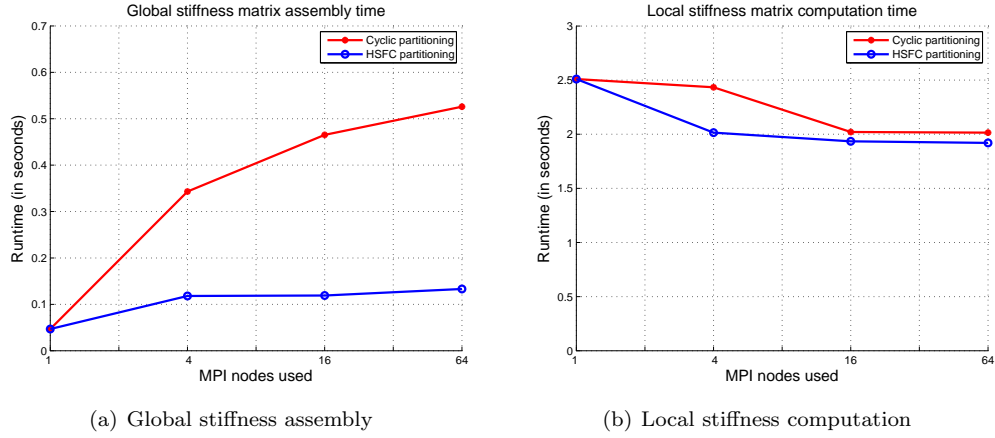 Global stiffness matrix assembly time
0.7
0.6
0.5
0.4
0.3
0.2
0.1
0
Runtime (in seconds)
1
4
16
64
MPI nodes used
Cyclic partitioning
HSFC partitioning
(a) Global stiffness assembly
Local stiffness matrix computation time
3
2.5
2
1.5
1
0.5
0
Runtime (in seconds)
1
4
16
64
MPI nodes used
Cyclic partitioning
HSFC partitioning
(b) Local stiffness computation